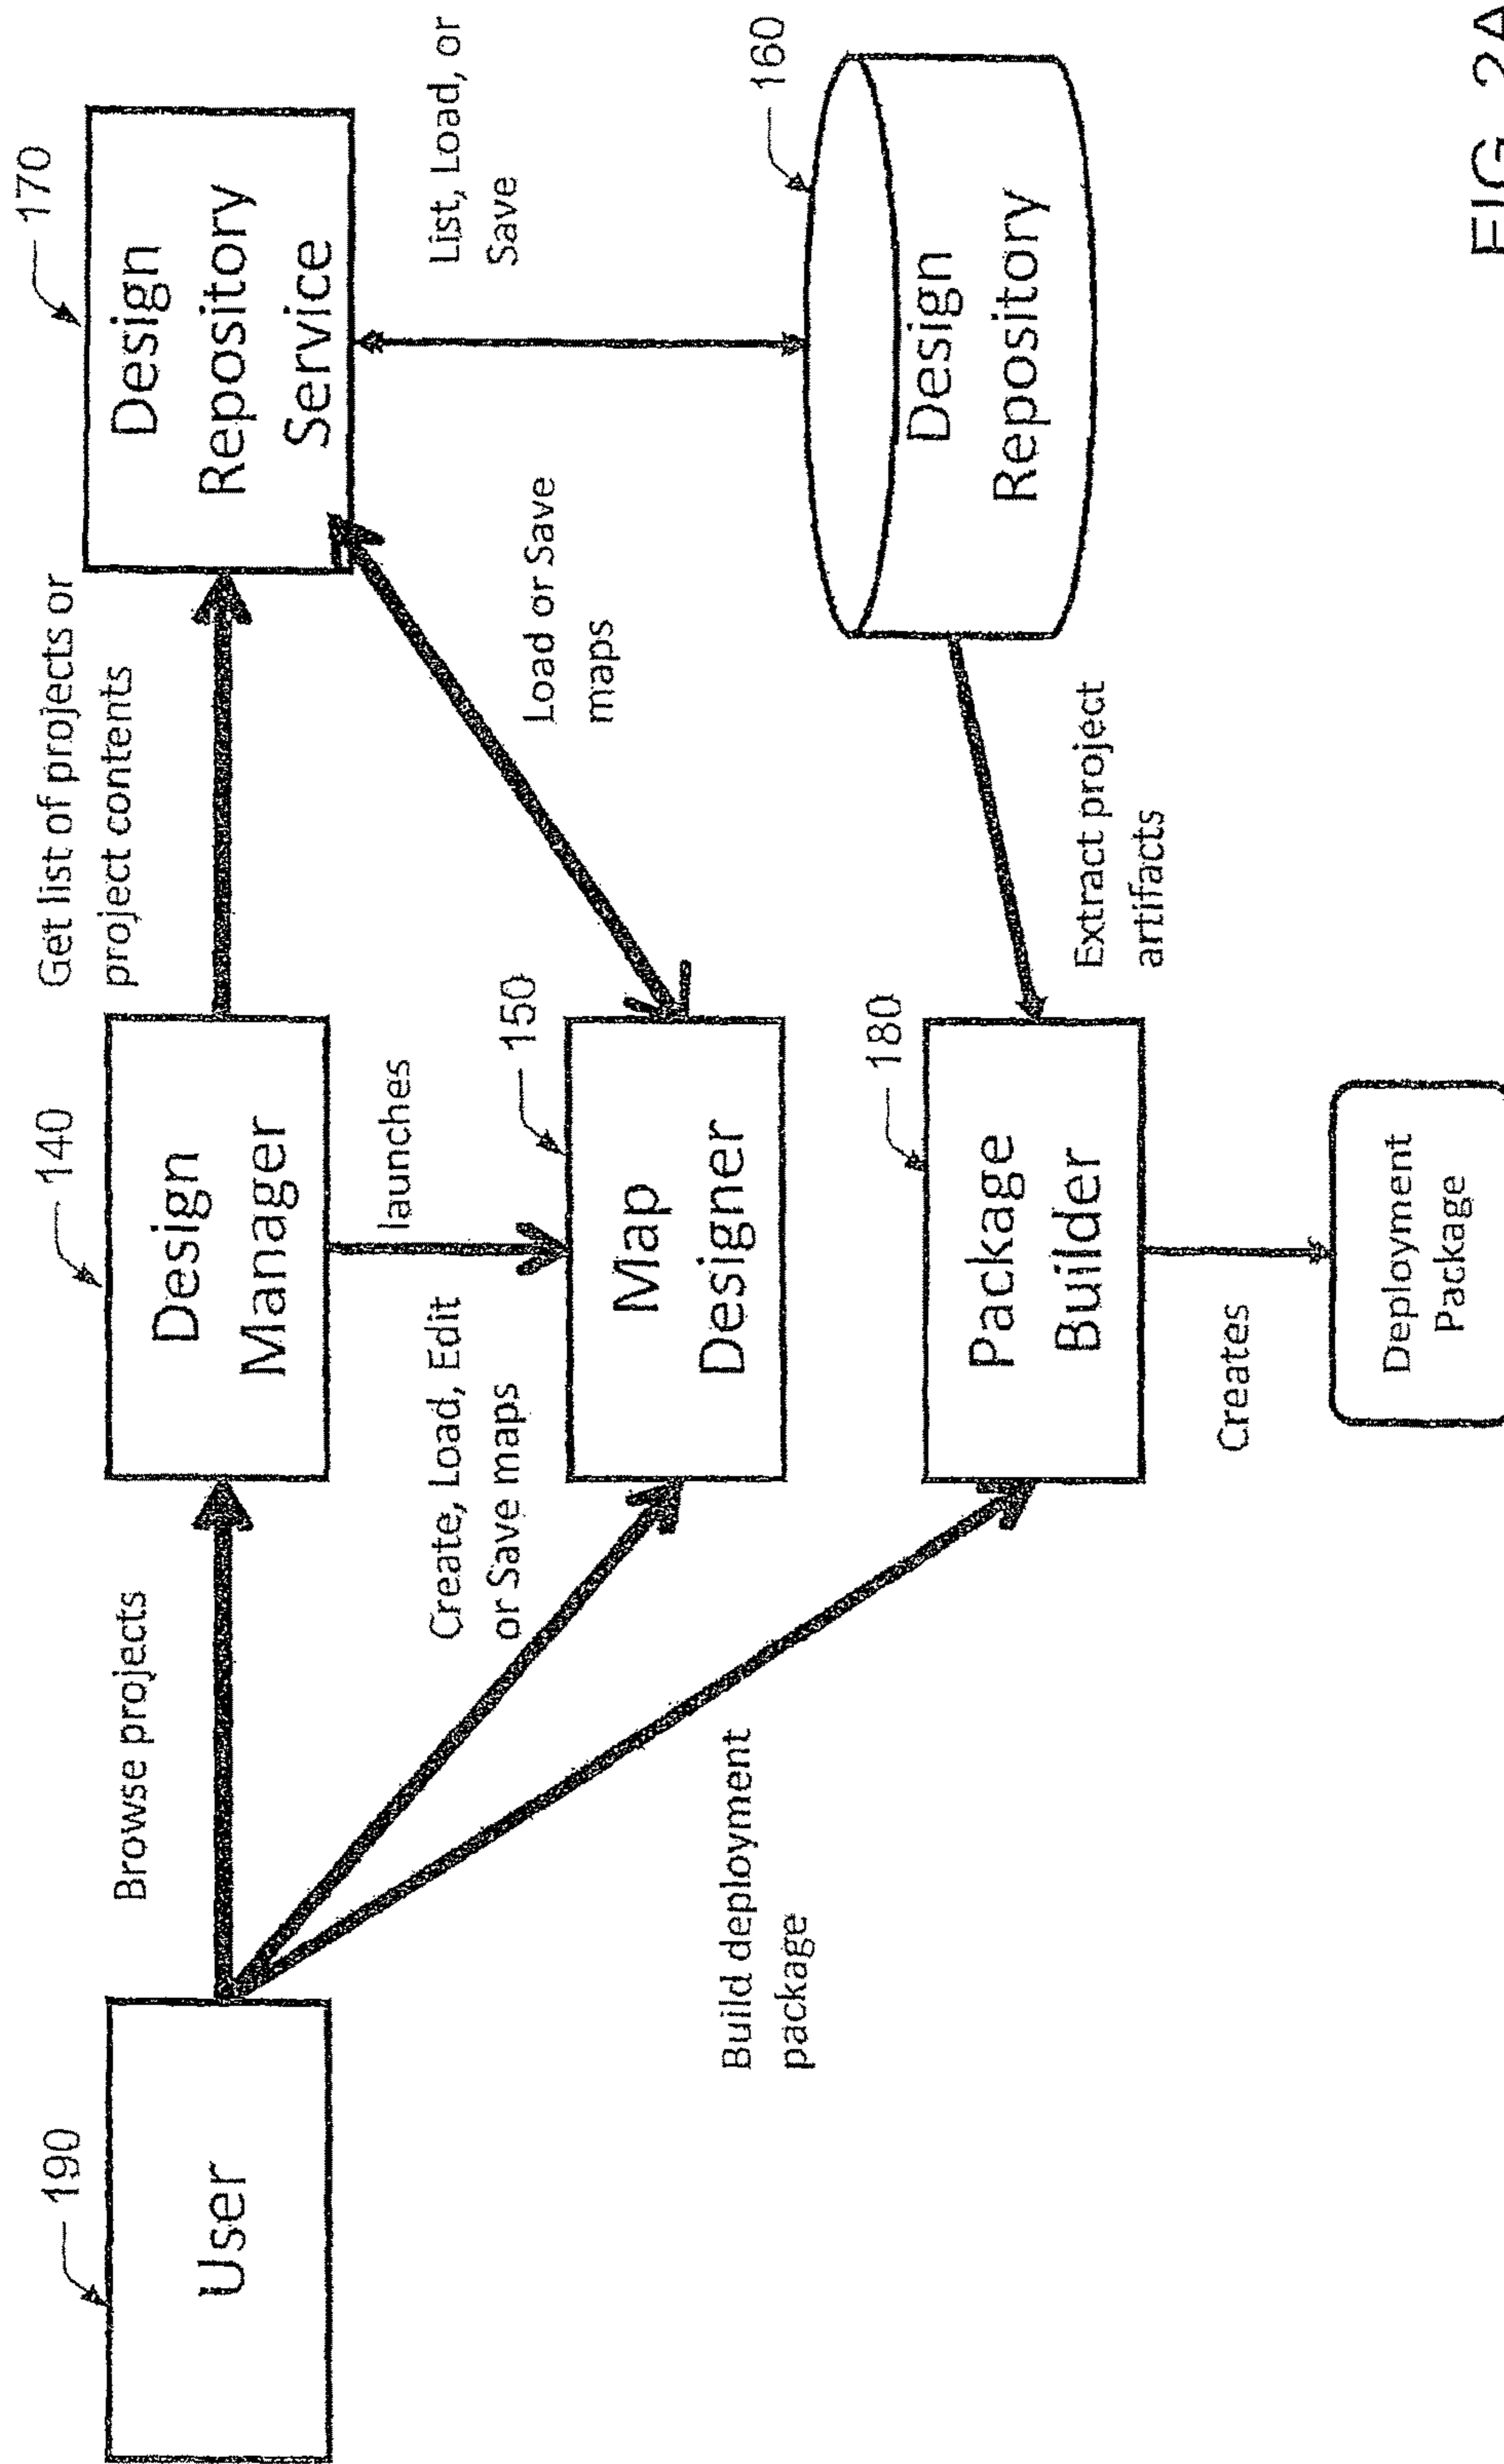 190
User
Browse projects
140
Design
Manager
Get list of projects or
project contents
170
Design
Repository
Service
launches
Create, Load, Edit
or Save maps
150
Map
Designer
Load or Save
maps
List, Load, or
Save
160
Design
Repository
Build deployment
package
180
Package
Builder
Extract project
artifacts
Creates
Deployment
Package
FIG. 2A